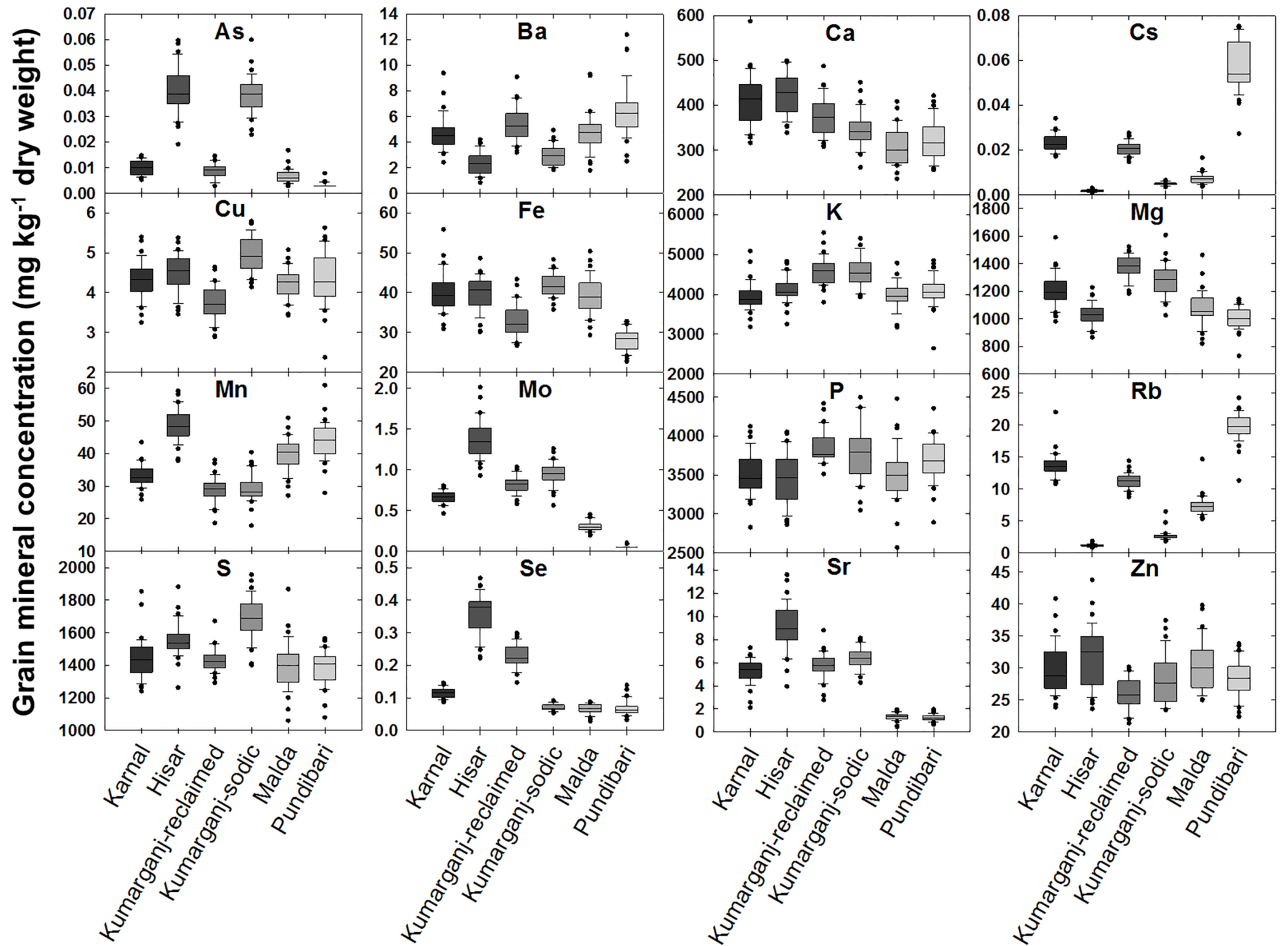 Grain mineral concentration (mg kg-1 dry weight)
As Ba Ca Cs
0.07 14 600 0.08
0.06 12
0.05 10 500 0.06
0.04 8 400 0.04
0.03 6
0.02 4 300 0.02
0.01 2
0.00 0 200 0.00
Cu Fe K Mg
6 60 6000 1800
1600
5 50 5000 1400
4 40 4000 1200
1000
3 30 3000 800
2 20 2000 600
Mn Mo P Rb
60 2.0 25
50 1.5 4000 20
40 15
1.0 3500
30 10
20 0.5 3000 5
10 0.0 2500 0
S Se Sr Zn
2000 0.5 14 45
1800 0.4 12 40
10
1600 0.3 8 35
1400 0.2 6 30
4
1200 0.1 2 25
1000 0.0 0 20
Karnal Hisar Kumarganj-reclaimed Kumarganj-sodic Malda Pundibari
Karnal Hisar Kumarganj-reclaimed Kumarganj-sodic Malda Pundibari
Karnal Hisar Kumarganj-reclaimed Kumarganj-sodic Malda Pundibari
Karnal Hisar Kumarganj-reclaimed Kumarganj-sodic Malda Pundibari